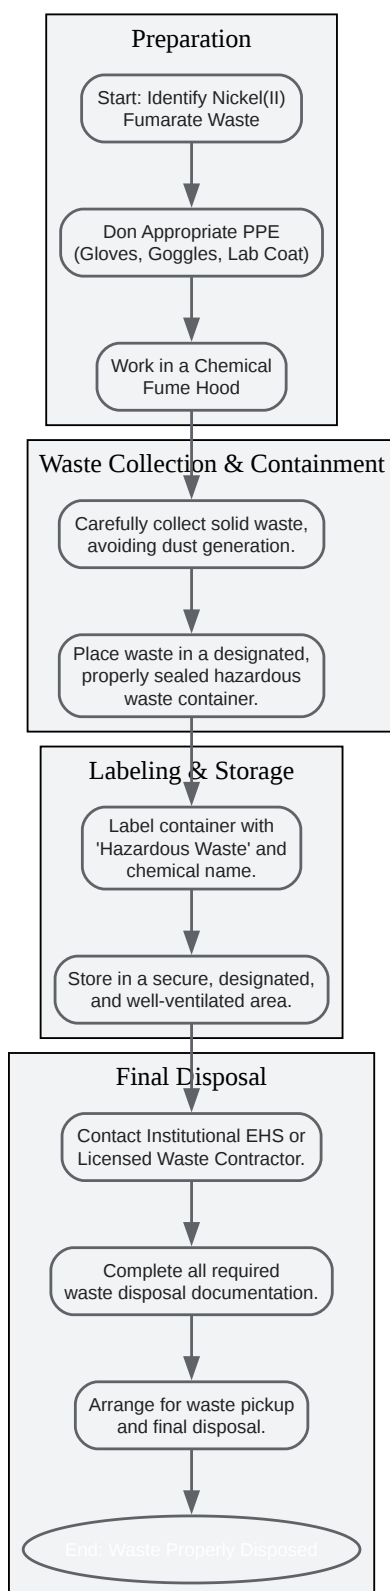 Preparation
Start: Identify Nickel(II)
Fumarate Waste
Don Appropriate PPE
(Gloves, Goggles, Lab Coat)
Work in a Chemical
Fume Hood
Waste Collection & Containment
Carefully collect solid waste,
avoiding dust generation.
Place waste in a designated,
properly sealed hazardous
waste container.
Labeling & Storage
Label container with
'Hazardous Waste' and
chemical name.
Store in a secure, designated,
and well-ventilated area.
Final Disposal
Contact Institutional EHS or
Licensed Waste Contractor.
Complete all required
waste disposal documentation.
Arrange for waste pickup
and final disposal.
End: Waste Properly Disposed